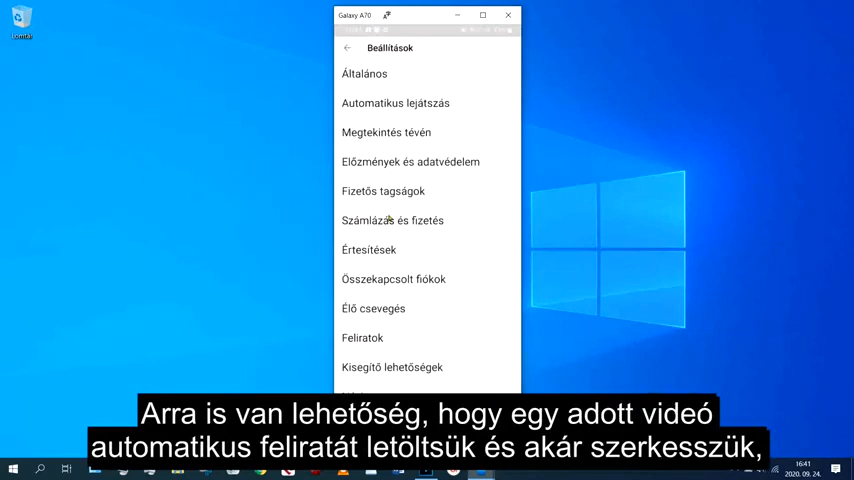 Galaxy A70
Lomtár
Beállítások
Általános
Automatikus lejátszás
Megtekintés tévén
Előzmények és adatvédelem
Fizetős tagságok
Számlázás és fizetés
Értesítések
Összekapcsolt fiókok
Élő csevegés
Feliratok
Kisegítő lehetőségek
Arra is van lehetőség, hogy egy adott videó
automatikus feliratát letöltsük és akár szerkesszük,
16:41
2020. 09. 24.